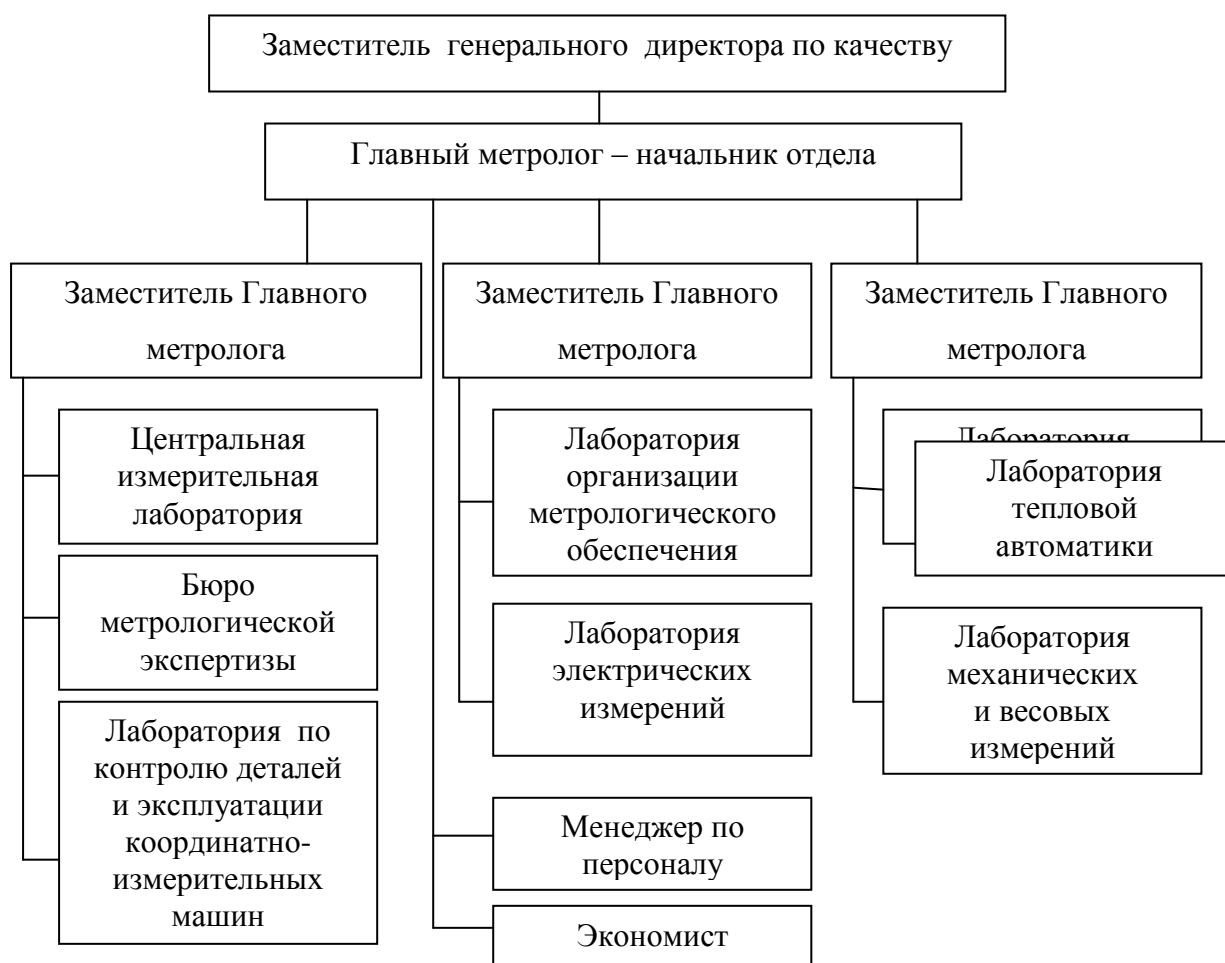 Заместитель генерального директора по качеству
Главный метролог – начальник отдела
Заместитель Главного
метролога
Центральная
измерительная
лаборатория
Бюро
метрологической
экспертизы
Лаборатория по
контролю деталей
и эксплуатации
координатно-
измерительных
машин
Заместитель Главного
метролога
Лаборатория
организации
метрологического
обеспечения
Лаборатория
электрических
измерений
Менеджер по
персоналу
Экономист
Заместитель Главного
метролога
Лаборатория
Лаборатория
тепловой
автоматики
Лаборатория
механических
и весовых
измерений